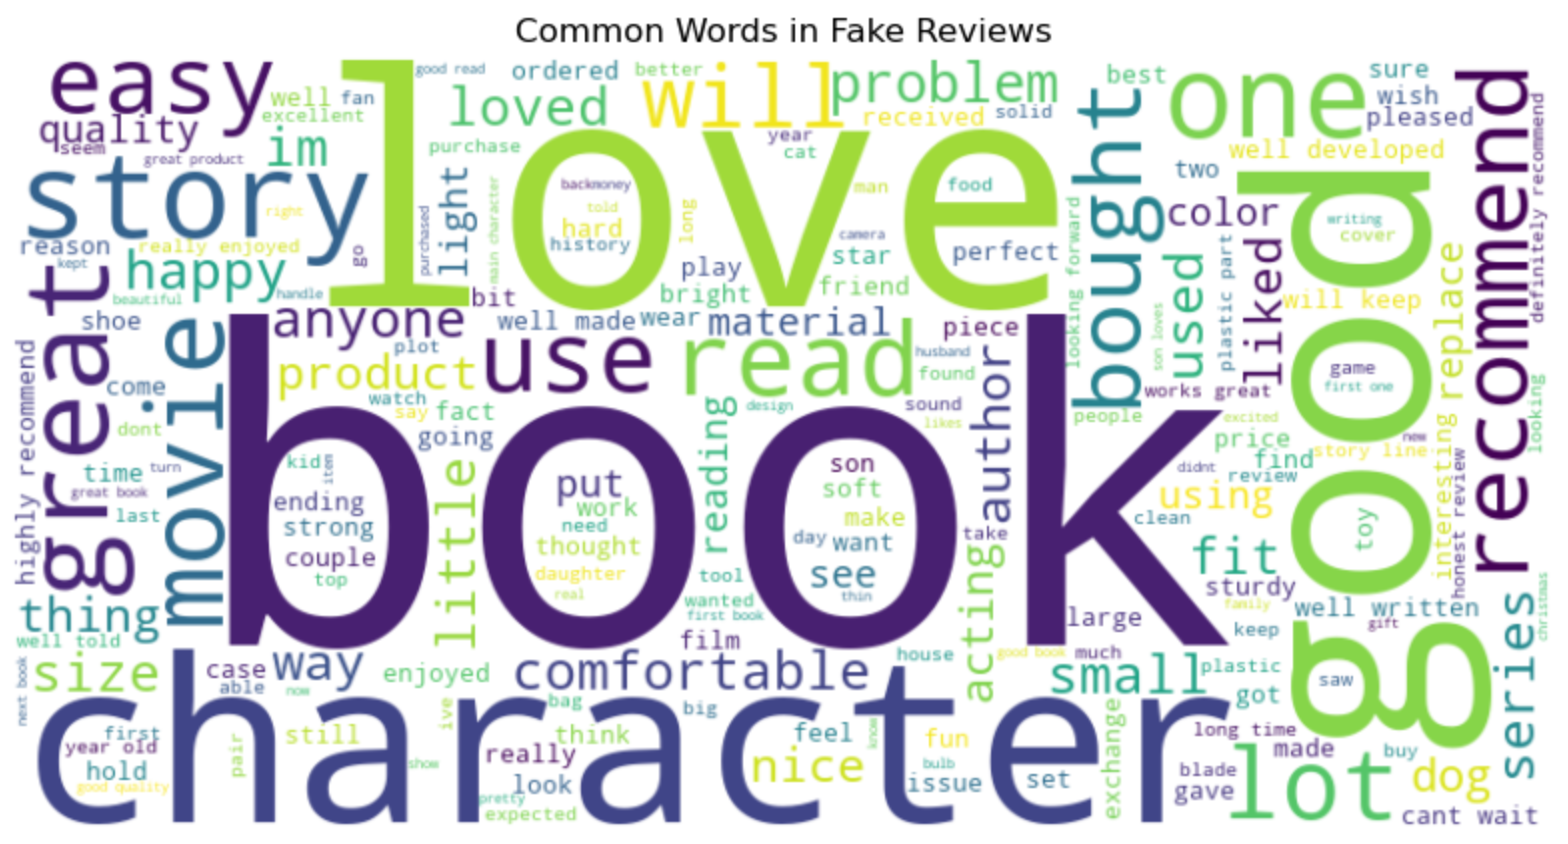 Common Words in Fake Reviews
good read
ordered
better
easy
well
fan
excellent
loved
will
problem
best
one
sure
wish
pleased
received
solid
quality
seem
great product
im
purchase
year
cat
love
well developed
two
story
right
light
purchased
main character
backmoney
told
hard
history
long
man
food
camera
star
perfect
bought
color
writing
cover
recommend
definitely recommend
reason
kept
really enjoyed
go
happy
beautiful
handle
bit
play
bright
friend
looking forward
used
plastic part
son loves
liked
will keep
replace
great
shoe
movie
anyone
well made
wear
material
piece
plot
product
use
read
husband
found
author
works great
game
first one
highly recommend
come
dont
watch
say
fact
going
design
sound
likes
people
excited
price
find
review
story line
new
interesting
looking
time
turn
great book
last
book
kid
item
ending
strong
couple
top
little
put
work
need
thought
daughter
real
reading
son
soft
make
day
want
see
thin
take
didnt
using
clean
toy
good
honest review
thing
well told
tool
wanted
first book
film
acting
large
fit
sturdy
family
keep
well written
gift
christmas
size
next book
case
able
way
now
enjoyed
comfortable
house
good book
much
small
plastic
got
saw
series
character
first
year old
hold
good quality
pair
still
show
ive
bag
big
really
look
pretty
expected
think
nice
feel
know
fun
bulb
issue
set
exchange
long time
made
blade
gave
buy
lot
dog
cant wait